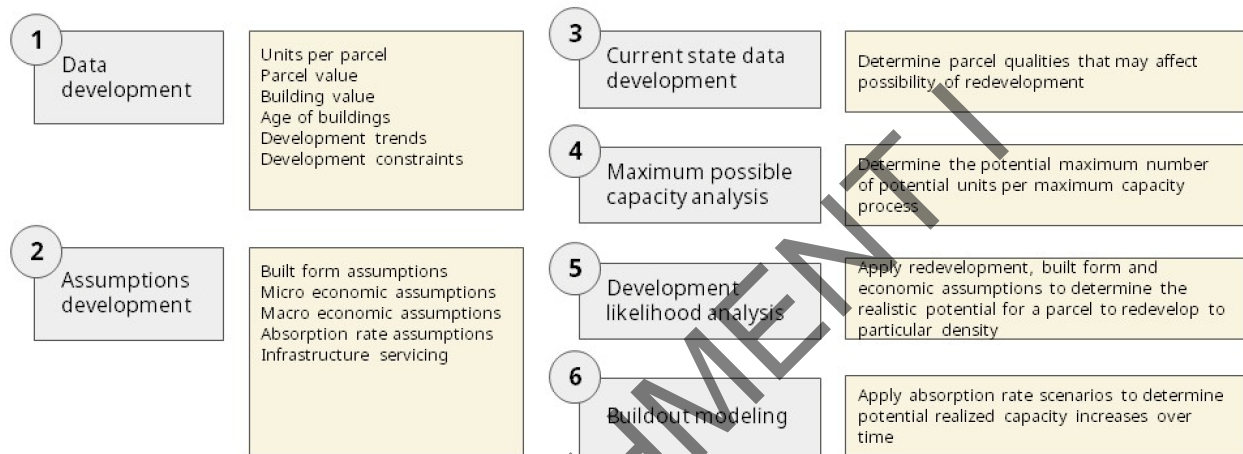 1
Data
development
Units per parcel
Parcel value
Building value
Age of buildings
Development trends
Development constraints
2
Assumptions
development
Built form assumptions
Micro economic assumptions
Macro economic assumptions
Absorption rate assumptions
Infrastructure servicing
3
Current state data
development
Determine parcel qualities that may affect
possibility of redevelopment
4
Maximum possible
capacity analysis
Determine the potential maximum number
of potential units per maximum capacity
process
5
Development
likelihood analysis
Apply redevelopment, built form and
economic assumptions to determine the
realistic potential for a parcel to redevelop to
particular density
6
Buildout modeling
Apply absorption rate scenarios to determine
potential realized capacity increases over
time
HMENT I